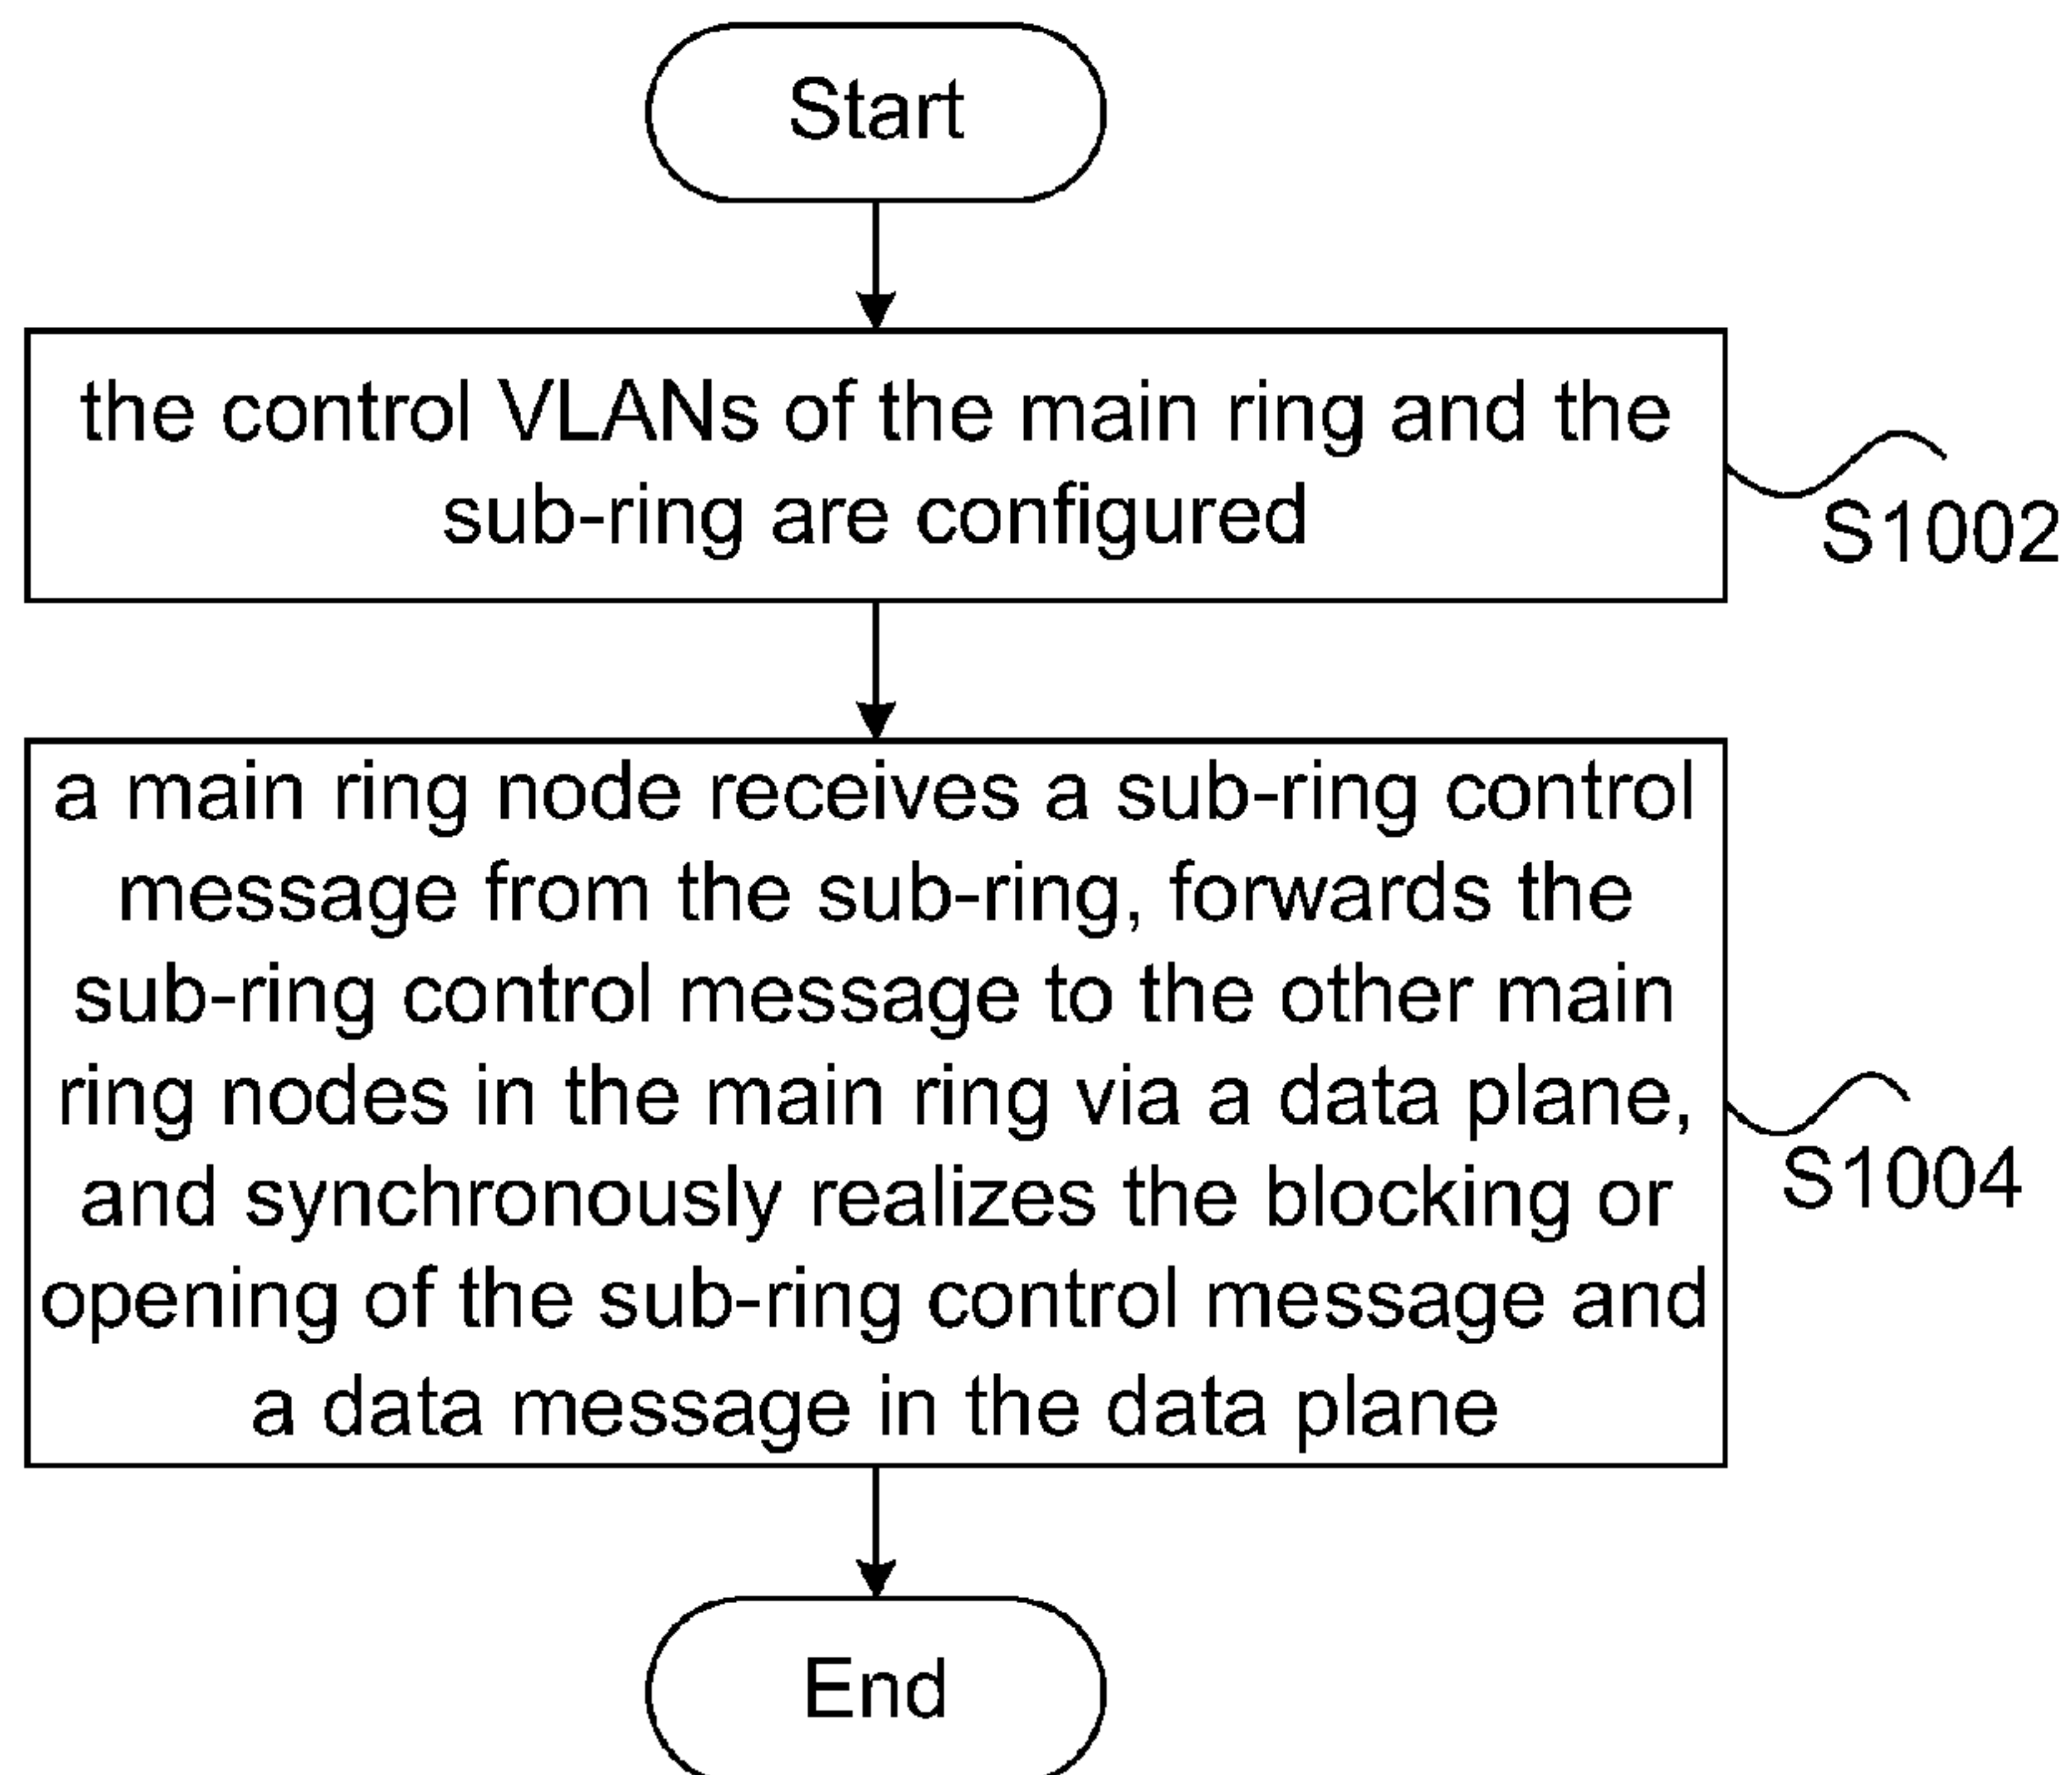 Start
the control VLANs of the main ring and the
sub-ring are configured
S1002
a main ring node receives a sub-ring control
message from the sub-ring, forwards the
sub-ring control message to the other main
ring nodes in the main ring via a data plane,
and synchronously realizes the blocking or
opening of the sub-ring control message and
a data message in the data plane
S1004
End